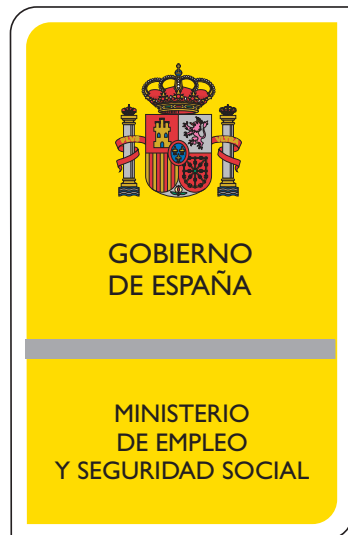 GOBIERNO
DE ESPAÑA
MINISTERIO
DE EMPLEO
Y SEGURIDAD SOCIAL